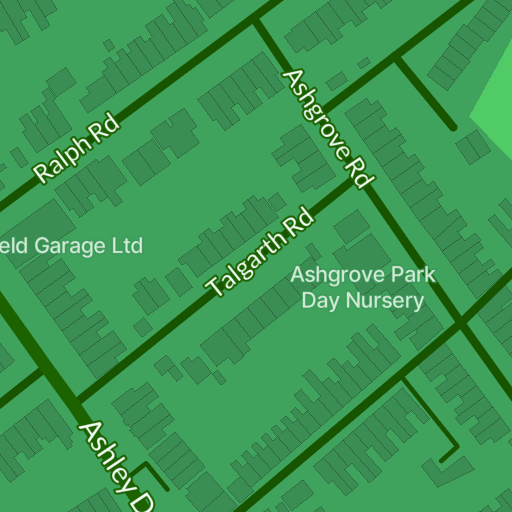 Ashgrove Rd
Ralph Rd
Talgarth Rd
eld Garage Ltd
Ashgrove Park
Day Nursery
Ashley D